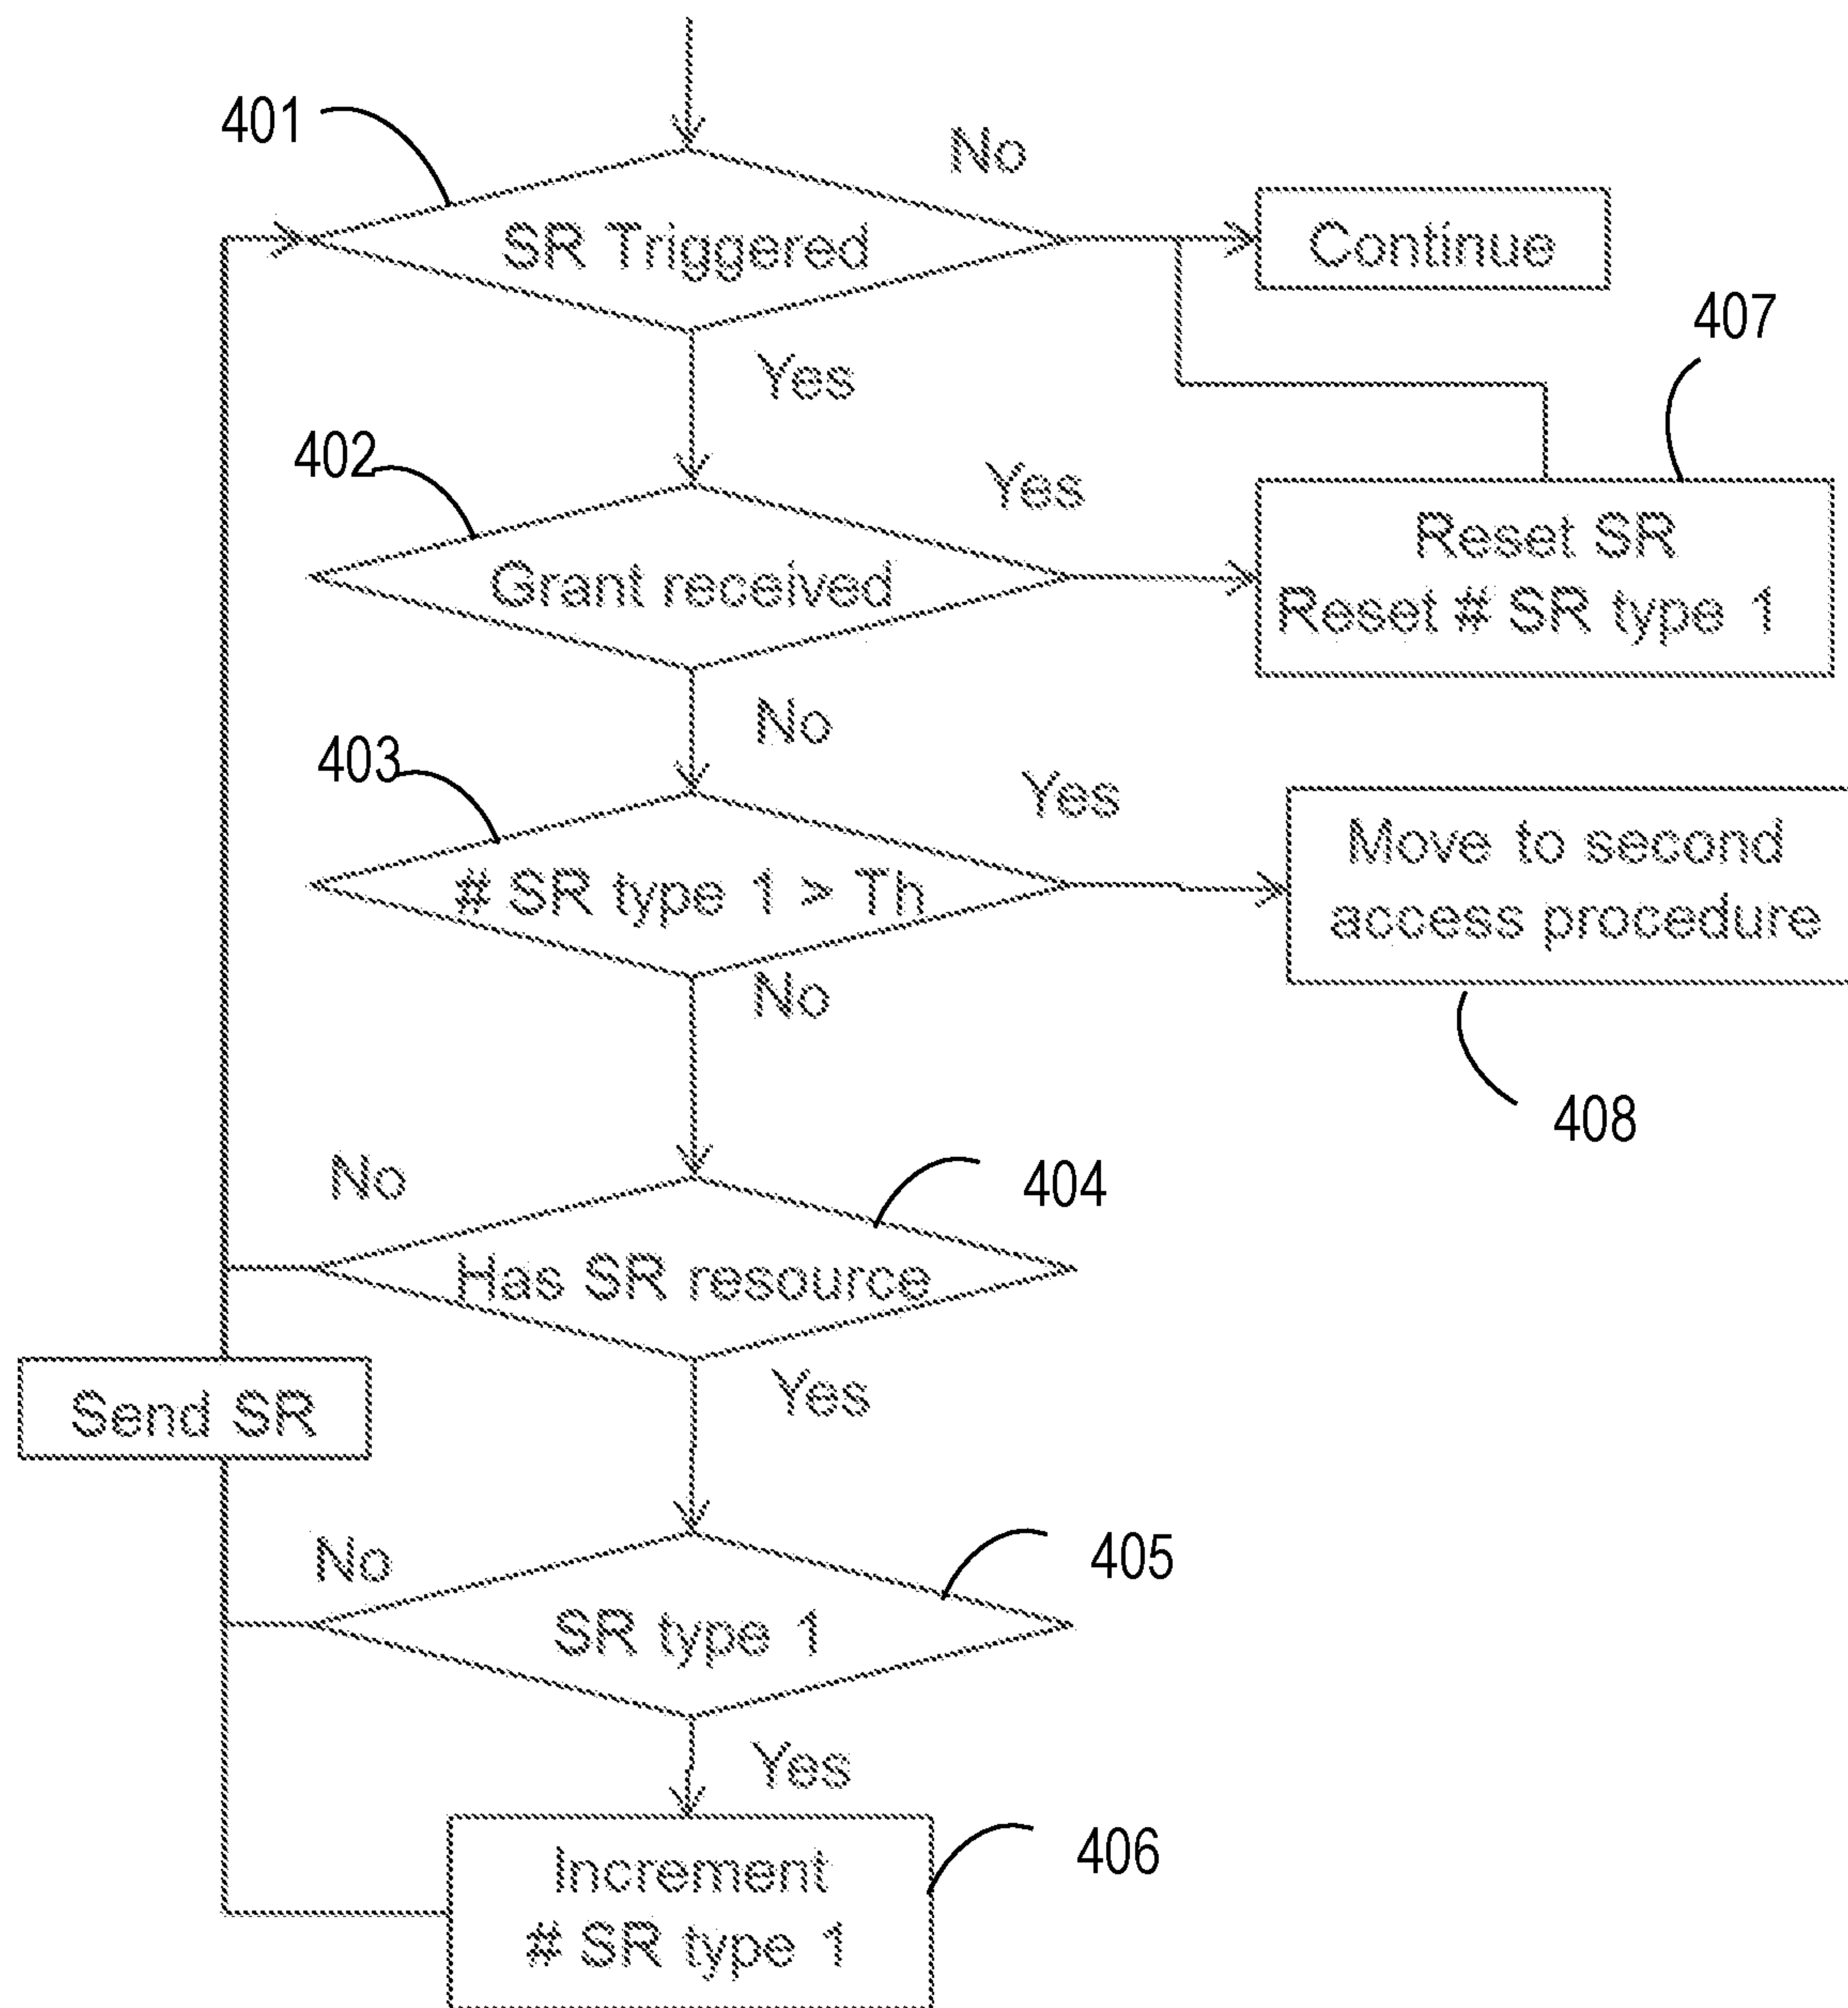 401
No
SR Triggered
Continue
407
Yes
402
Yes
Reset SR
Grant received
Reset # SR type 1
No
403
Yes
Move to second
# SR type 1 > Th
access procedure
No
408
No
404
Has SR resource
Yes
Send SR
No
405
SR type 1
Yes
406
Increment
# SR type 1